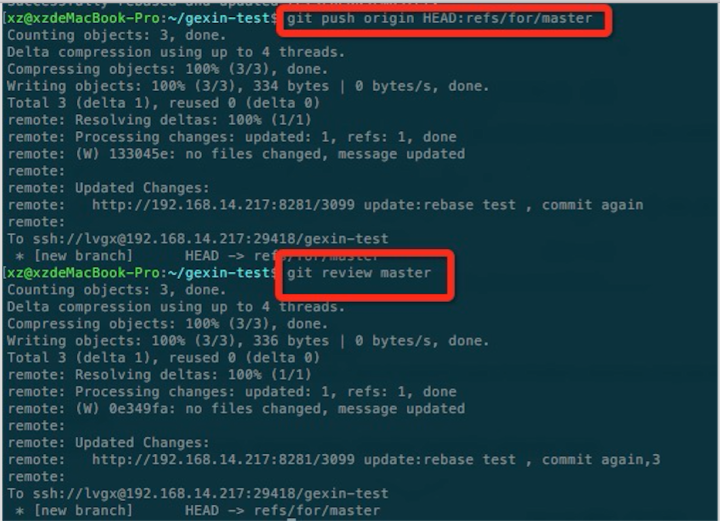 Successfully rebased and updated
[xz@xzdeMacBook-Pro:~/gexin-test$ git push origin HEAD:refs/for/master
Counting objects: 3, done.
Delta compression using up to 4 threads.
Compressing objects: 100% (3/3), done.
Writing objects: 100% (3/3), 334 bytes | 0 bytes/s, done.
Total 3 (delta 1), reused 0 (delta 0)
remote: Resolving deltas: 100% (1/1)
remote: Processing changes: updated: 1, refs: 1, done
remote: (W) 133045e: no files changed, message updated
remote:
remote: Updated Changes:
remote:   http://192.168.14.217:8281/3099 update:rebase test , commit again
remote:
To ssh://lvgx@192.168.14.217:29418/gexin-test
 * [new branch]      HEAD -> refs/for/master
[xz@xzdeMacBook-Pro:~/gexin-test$ git review master
Counting objects: 3, done.
Delta compression using up to 4 threads.
Compressing objects: 100% (3/3), done.
Writing objects: 100% (3/3), 336 bytes | 0 bytes/s, done.
Total 3 (delta 1), reused 0 (delta 0)
remote: Resolving deltas: 100% (1/1)
remote: Processing changes: updated: 1, refs: 1, done
remote: (W) 0e349fa: no files changed, message updated
remote:
remote: Updated Changes:
remote:   http://192.168.14.217:8281/3099 update:rebase test , commit again,3
remote:
To ssh://lvgx@192.168.14.217:29418/gexin-test
 * [new branch]      HEAD -> refs/for/master